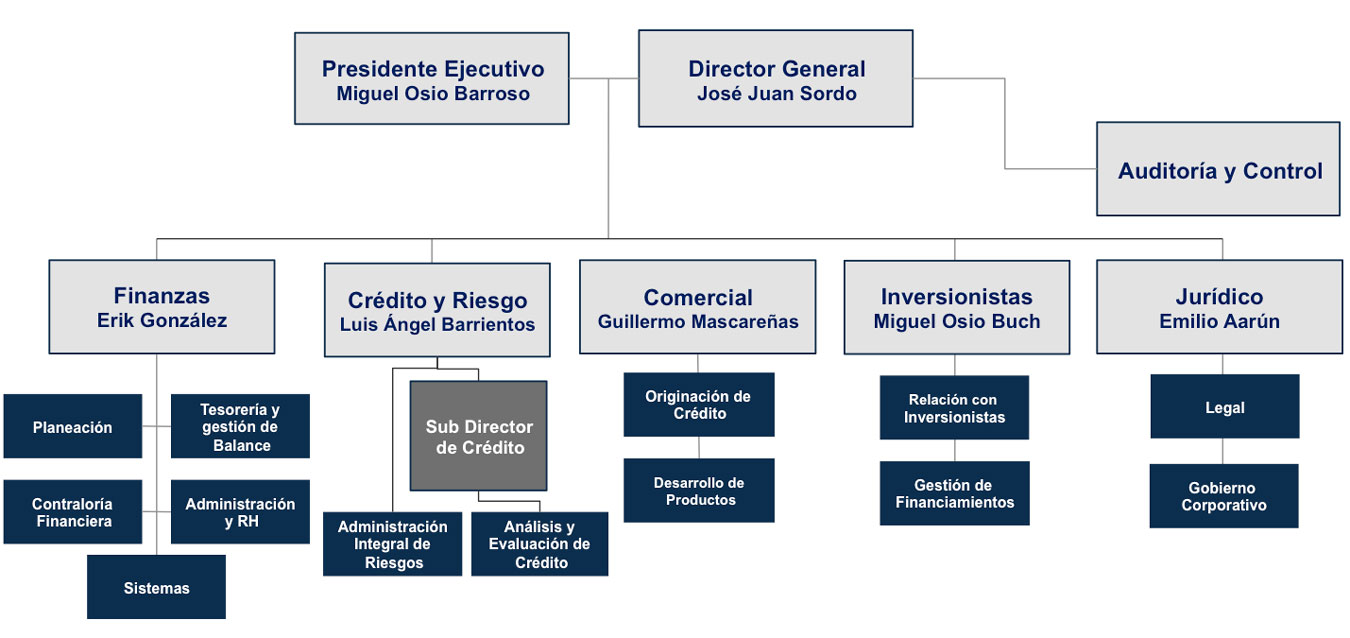 Presidente Ejecutivo
Miguel Osio Barroso
Director General
José Juan Sordo
Auditoría y Control
Finanzas
Erik González
Crédito y Riesgo
Luis Ángel Barrientos
Comercial
Guillermo Mascareñas
Inversionistas
Miguel Osio Buch
Jurídico
Emilio Aarún
Planeación
Tesorería y
gestión de
Balance
Contraloría
Financiera
Administración
y RH
Sistemas
Sub Director
de Crédito
Administración
Integral de
Riesgos
Análisis y
Evaluación de
Crédito
Originación de
Crédito
Desarrollo de
Productos
Relación con
Inversionistas
Gestión de
Financiamientos
Legal
Gobierno
Corporativo